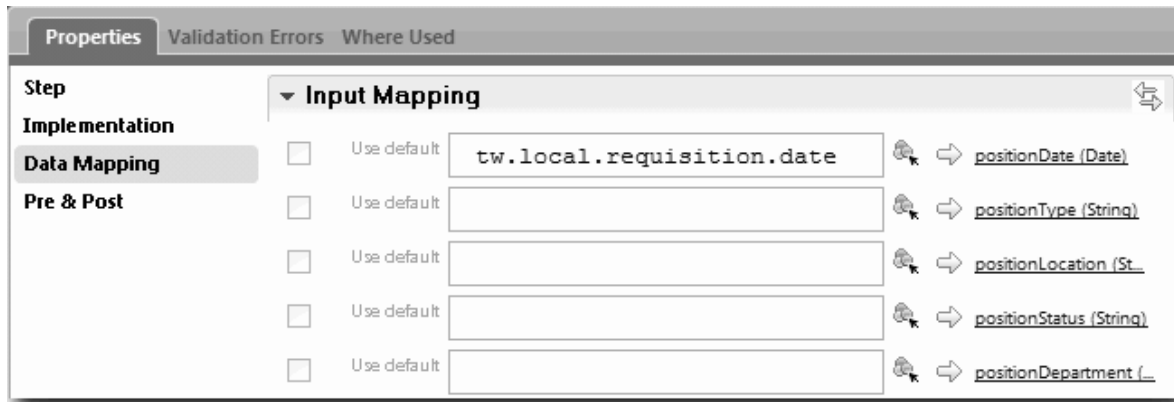 Properties Validation Errors Where Used
Step
Implementation
Data Mapping
Pre & Post
Input Mapping
Use default tw.local.requisition.date positionDate (Date)
Use default positionType (String)
Use default positionLocation (St...
Use default positionStatus (String)
Use default positionDepartment (...